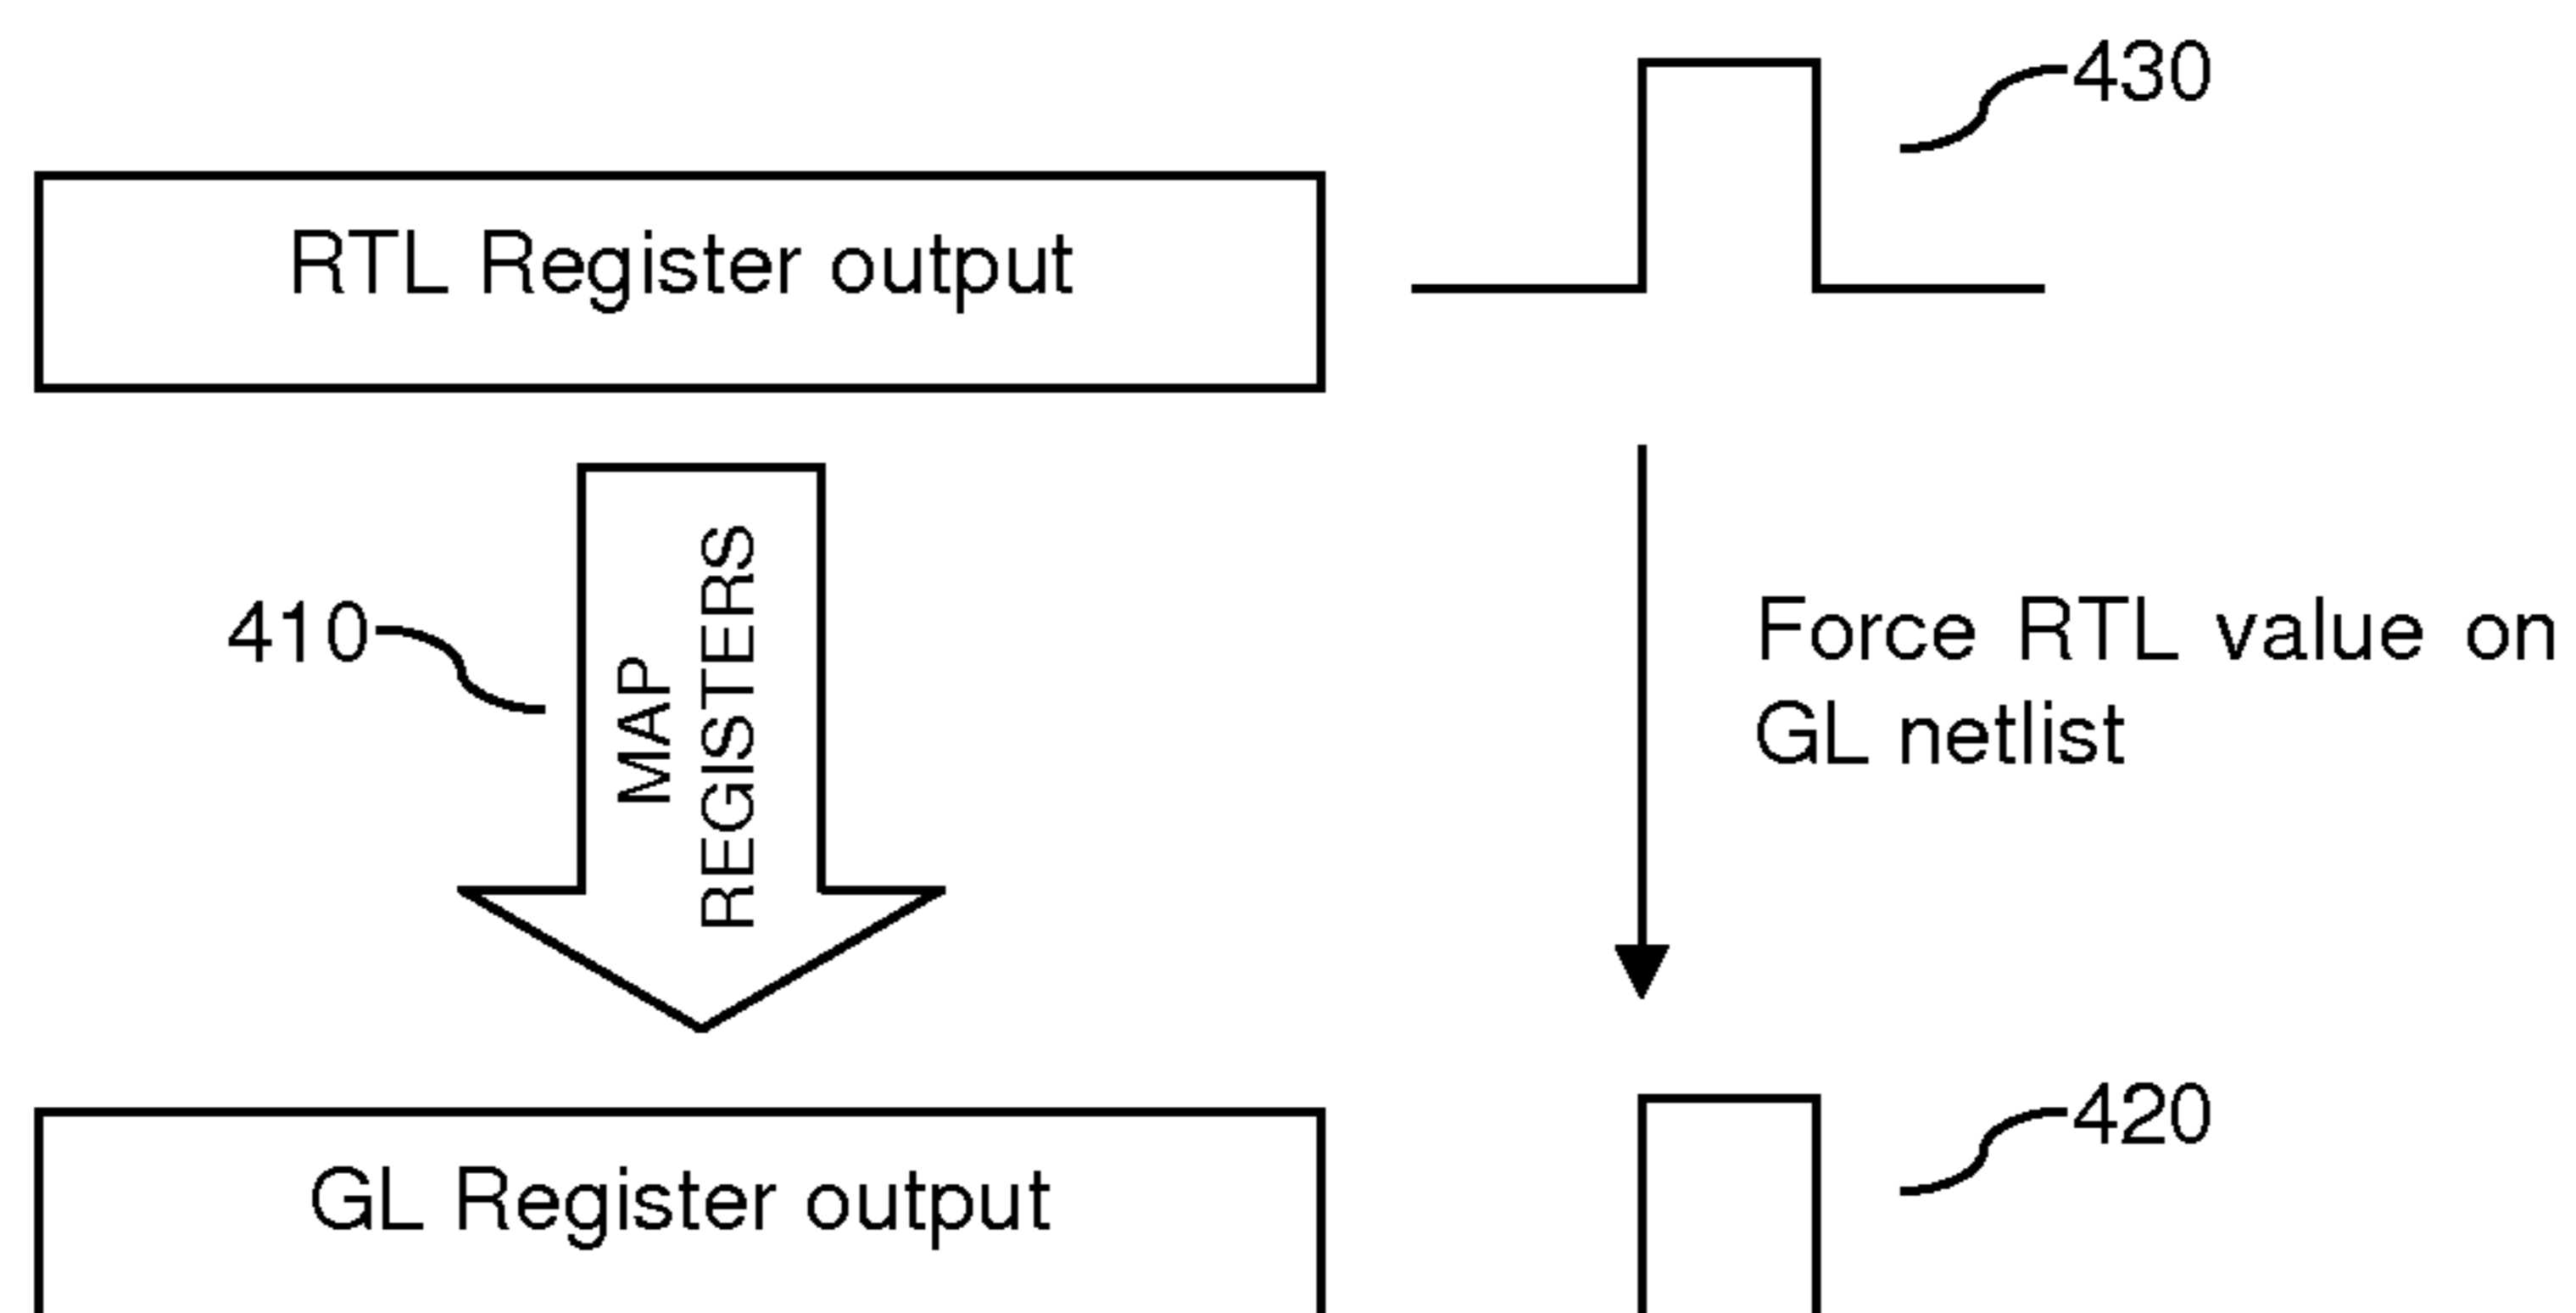 430
RTL Register output
MAP
REGISTERS
410
Force RTL value on
GL netlist
420
GL Register output